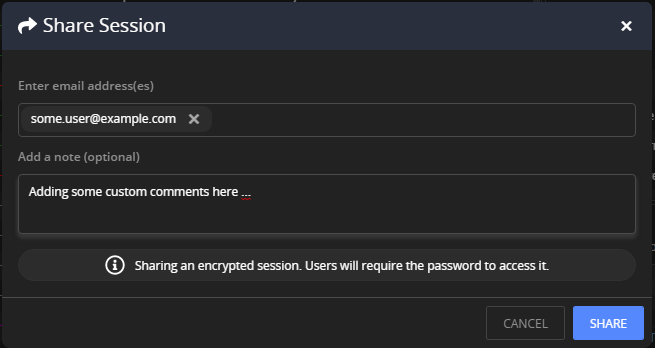 Share Session
Enter email address(es)
some.user@example.com
Add a note (optional)
Adding some custom comments here ...
Sharing an encrypted session. Users will require the password to access it.
CANCEL
SHARE